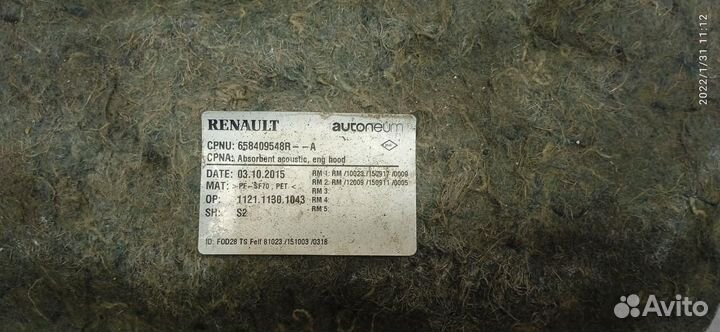 RENAULT autoneum
CPNU: 658409548R--A
CPNA: Absorbent acoustic, eng hood
DATE: 03.10.2015 RM 1: RM /10023 /150917 /0009
MAT: >PF-SF70, PET< RM 2: RM /12009 /150911 /0005
RM 3:
OP: 1121.1130.1043 RM 4:
SH: S2 RM 5:
ID: FOD28 TS Felf 81023 /151003 /0318
2022/1/31 11:12
Avito